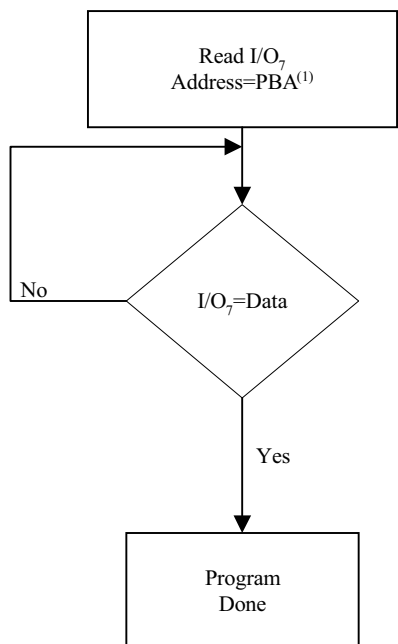 Read I/O₇
Address=PBA⁽¹⁾
I/O₇=Data
No
Yes
Program
Done